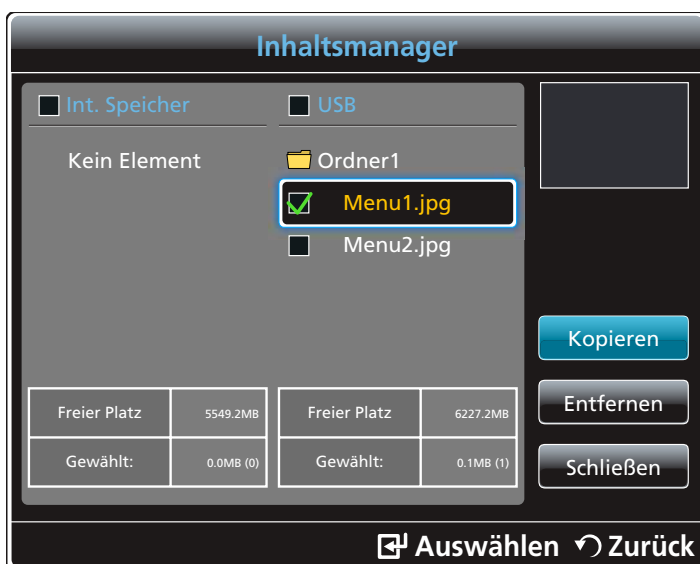 Inhaltsmanager
Int. Speicher
USB
Kein Element
Ordner1
Menu1.jpg
Menu2.jpg
Kopieren
Entfernen
Schließen
Freier Platz 5549.2MB
Gewählt: 0.0MB (0)
Freier Platz 6227.2MB
Gewählt: 0.1MB (1)
Auswählen Zurück